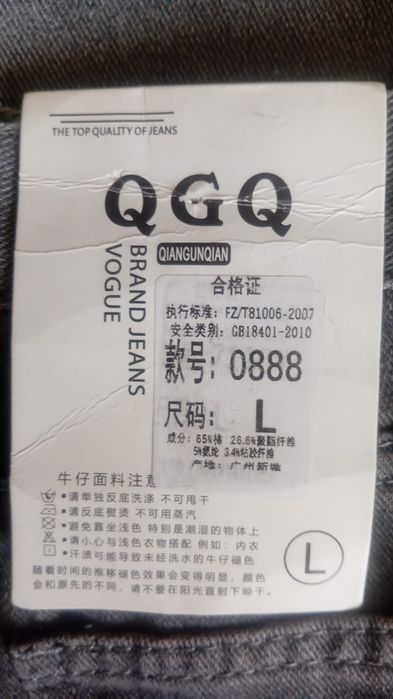 THE TOP QUALITY OF JEANS
QGQ
QIANGUNQIAN
BRAND JEANS
VOGUE
合格证
执行标准：FZ/T81006-2007
安全类别：GB18401-2010
款号：0888
尺码：L
成分：65%棉 26.6%聚酯纤维
5%氨纶 3.4%粘胶纤维
产地：广州新塘
牛仔面料注意
▪请单独反底洗涤 不可甩干
▪请反底熨烫 不可用蒸汽
▪避免靠坐浅色 特别是潮湿的物体上
▪请小心与浅色衣物搭配 例如：内衣
▪汗渍可能导致未经洗水的牛仔褪色
随着时间的推移褪色效果会变得明显，颜色
会和原先的不同，请不要在阳光直射下晾干。
L